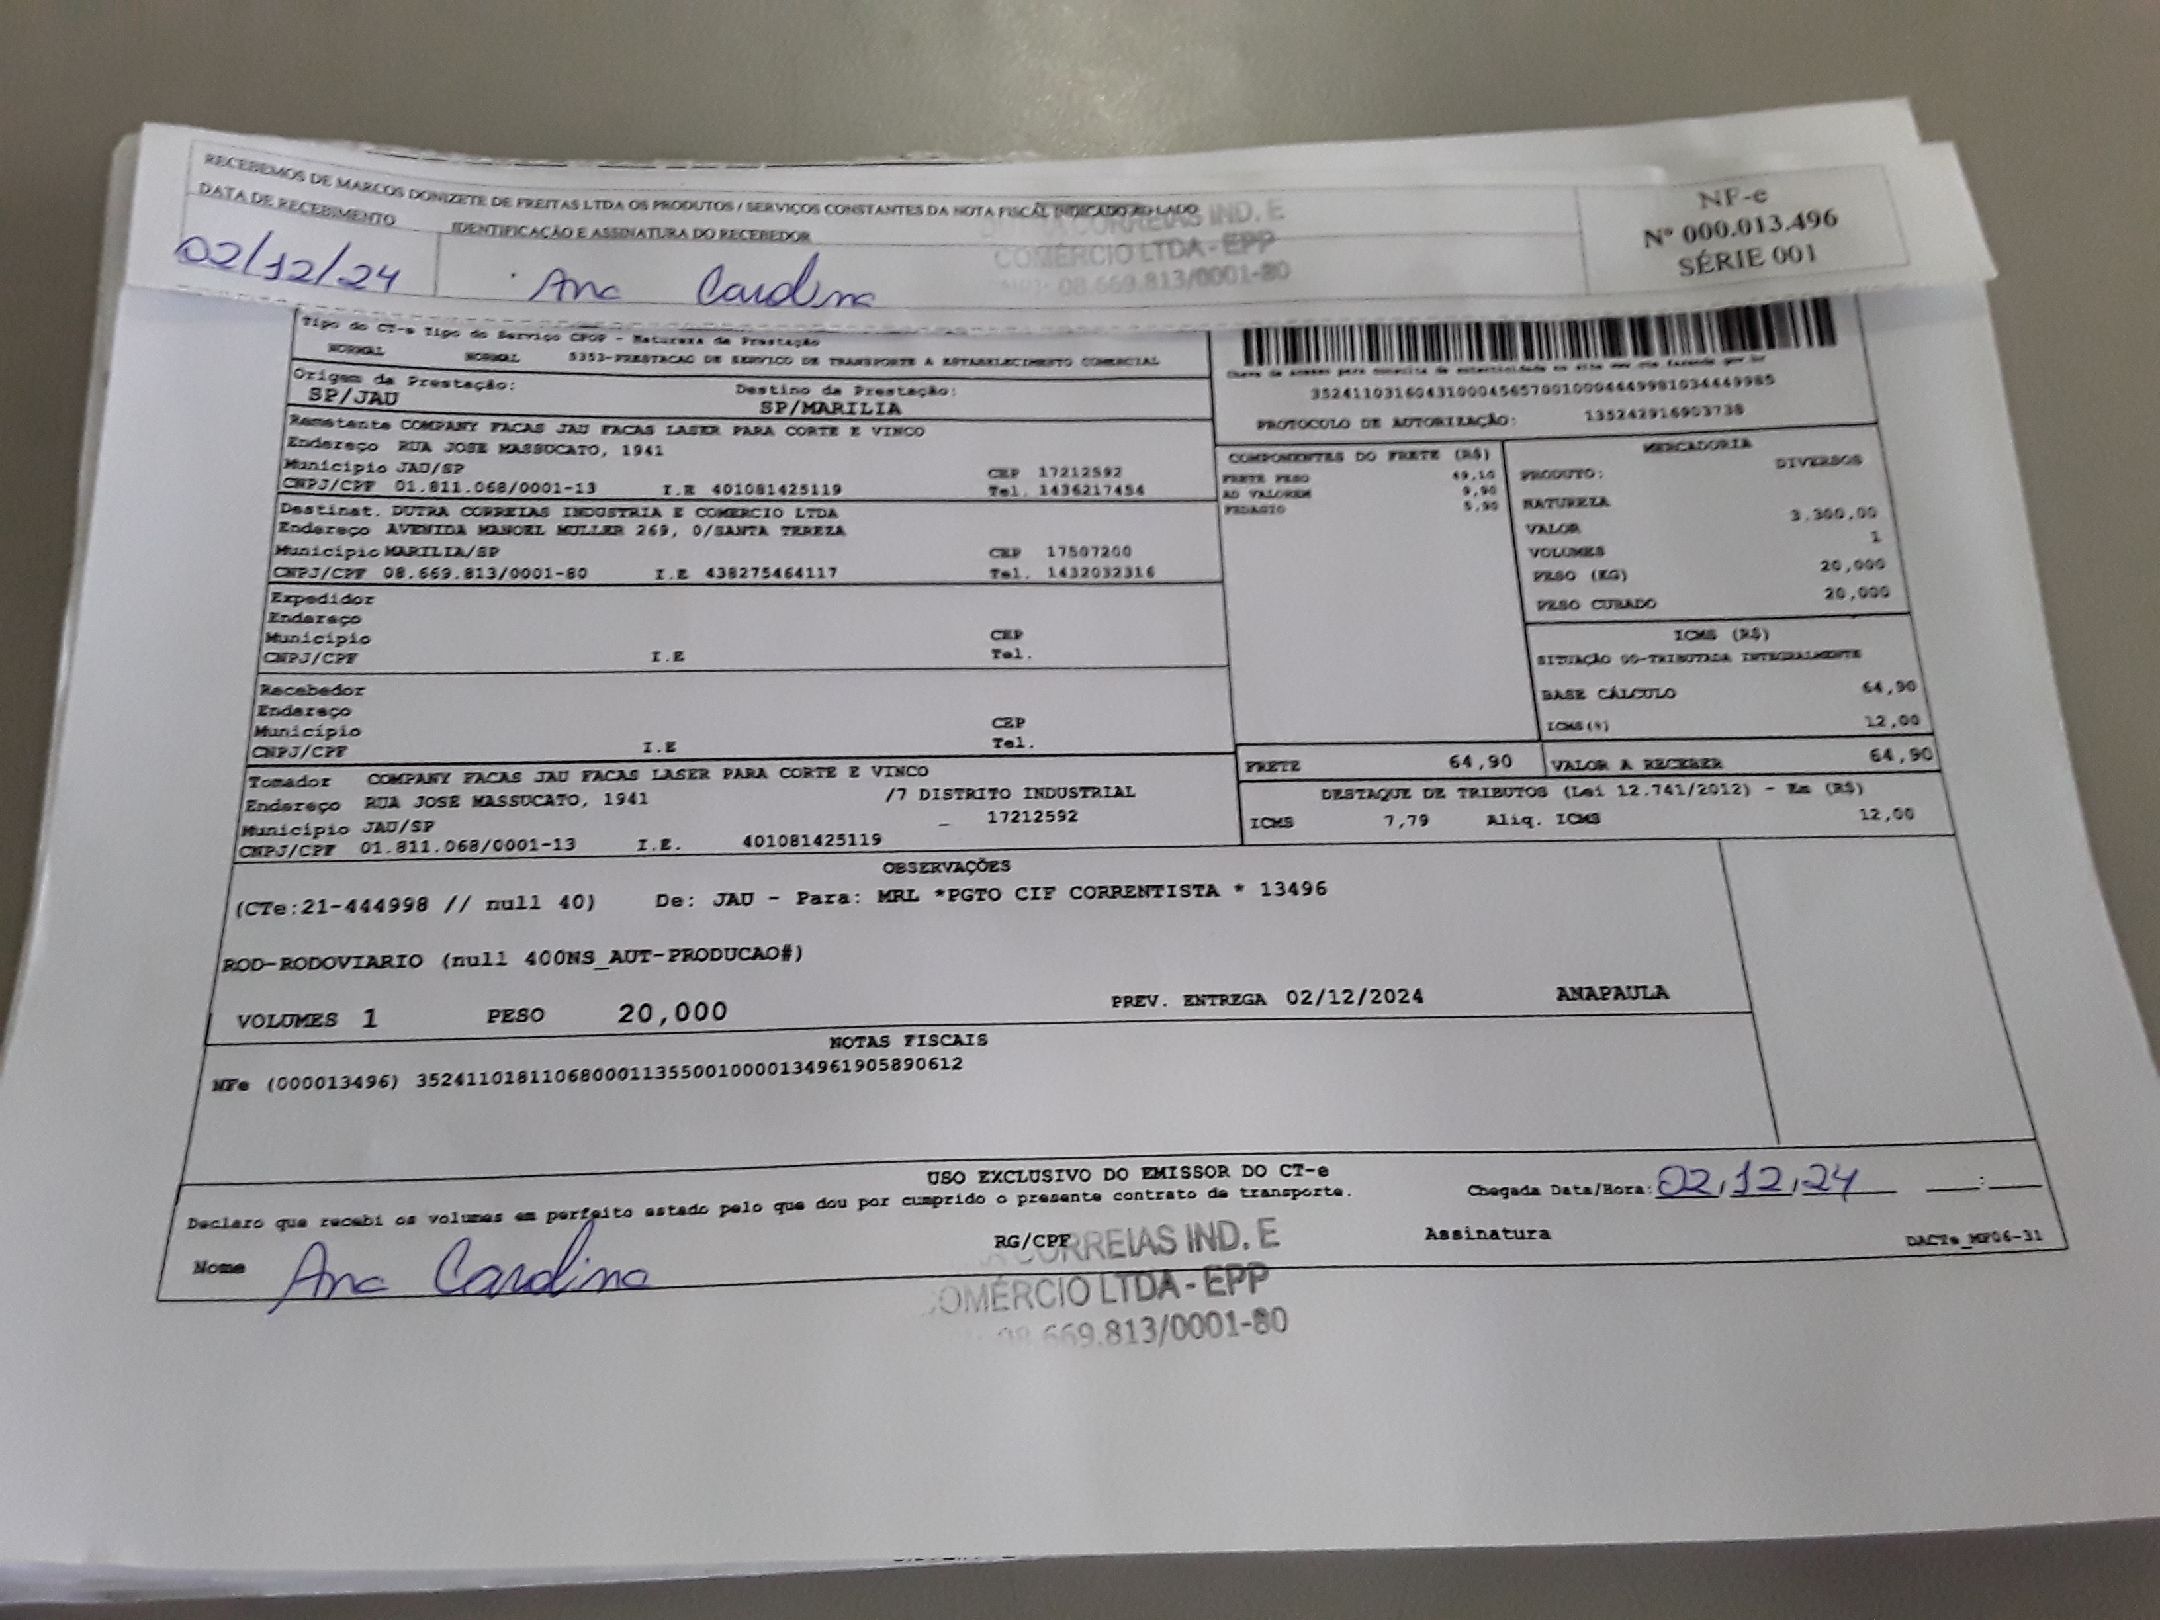 RECEBEMOS DE MARCOS DONIZETE DE FREITAS LTDA OS PRODUTOS / SERVIÇOS CONSTANTES DA NOTA FISCAL INDICADO AO LADO
DATA DE RECEBIMENTO
IDENTIFICAÇÃO E ASSINATURA DO RECEBEDOR
02/12/24
Ana Carolina
CORREIAS IND. E
COMÉRCIO LTDA - EPP
08.669.813/0001-80
NF-e
Nº 000.013.496
SÉRIE 001
Tipo do CT-e Tipo do Serviço CFOP - Natureza da Prestação
NORMAL NORMAL 5353-PRESTACAO DE SERVICO DE TRANSPORTE A ESTABELECIMENTO COMERCIAL
Origem da Prestação: Destino da Prestação:
SP/JAU SP/MARILIA
Chave de acesso para consulta de autenticidade no site www.cte.fazenda.gov.br
PROTOCOLO DE AUTORIZAÇÃO: 135242916903738
Remetente COMPANY FACAS JAU FACAS LASER PARA CORTE E VINCO
Endereço RUA JOSE MASSUCATO, 1941
Município JAU/SP CEP 17212592
CNPJ/CPF 01.811.068/0001-13 I.E 401081425119 Tel. 1436217454
Destinat. DUTRA CORREIAS INDUSTRIA E COMERCIO LTDA
Endereço AVENIDA MANOEL MULLER 269, 0/SANTA TEREZA
Município MARILIA/SP CEP 17507200
CNPJ/CPF 08.669.813/0001-80 I.E 438275464117 Tel. 1432032316
Expedidor
Endereço
Município CEP
CNPJ/CPF I.E Tel.
Recebedor
Endereço
Município CEP
CNPJ/CPF I.E Tel.
Tomador COMPANY FACAS JAU FACAS LASER PARA CORTE E VINCO
Endereço RUA JOSE MASSUCATO, 1941 /7 DISTRITO INDUSTRIAL
Município JAU/SP _ 17212592
CNPJ/CPF 01.811.068/0001-13 I.E. 401081425119
COMPONENTES DO FRETE (R$)
FRETE PESO 49,10
AD VALOREM 9,90
PEDAGIO 5,90
MERCADORIA
PRODUTO: DIVERSOS
NATUREZA
VALOR 3.300,00
VOLUMES 1
PESO (KG) 20,000
PESO CUBADO 20,000
ICMS (R$)
SITUAÇÃO 00-TRIBUTADA INTEGRALMENTE
BASE CÁLCULO 64,90
ICMS(%) 12,00
FRETE 64,90 VALOR A RECEBER 64,90
DESTAQUE DE TRIBUTOS (Lei 12.741/2012) - Em (R$)
ICMS 7,79 Aliq. ICMS 12,00
OBSERVAÇÕES
(CTe:21-444998 // null 40) De: JAU - Para: MRL *PGTO CIF CORRENTISTA * 13496
ROD-RODOVIARIO (null 400NS_AUT-PRODUCAO#)
VOLUMES 1 PESO 20,000 PREV. ENTREGA 02/12/2024 ANAPAULA
NOTAS FISCAIS
NFe (000013496) 35241101811068000113550010000134961905890612
USO EXCLUSIVO DO EMISSOR DO CT-e
Declaro que recebi os volumes em perfeito estado pelo que dou por cumprido o presente contrato de transporte.
Chegada Data/Hora: 02,12,24 __:__
Nome Ana Carolina RG/CPF Assinatura DACTe_MP06-31
CORREIAS IND. E
COMÉRCIO LTDA - EPP
08.669.813/0001-80